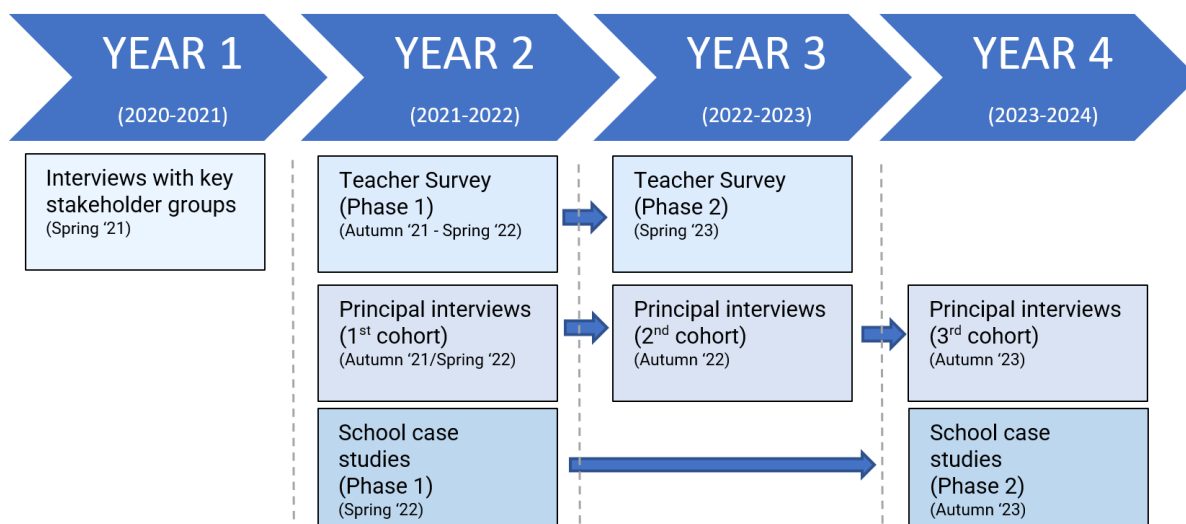 YEAR 1
(2020-2021)
YEAR 2
(2021-2022)
YEAR 3
(2022-2023)
YEAR 4
(2023-2024)
Interviews with key
stakeholder groups
(Spring ‘21)
Teacher Survey
(Phase 1)
(Autumn ‘21 - Spring ‘22)
Teacher Survey
(Phase 2)
(Spring ‘23)
Principal interviews
(1st cohort)
(Autumn ‘21/Spring ‘22)
Principal interviews
(2nd cohort)
(Autumn ‘22)
Principal interviews
(3rd cohort)
(Autumn ‘23)
School case
studies
(Phase 1)
(Spring ‘22)
School case
studies
(Phase 2)
(Autumn ‘23)